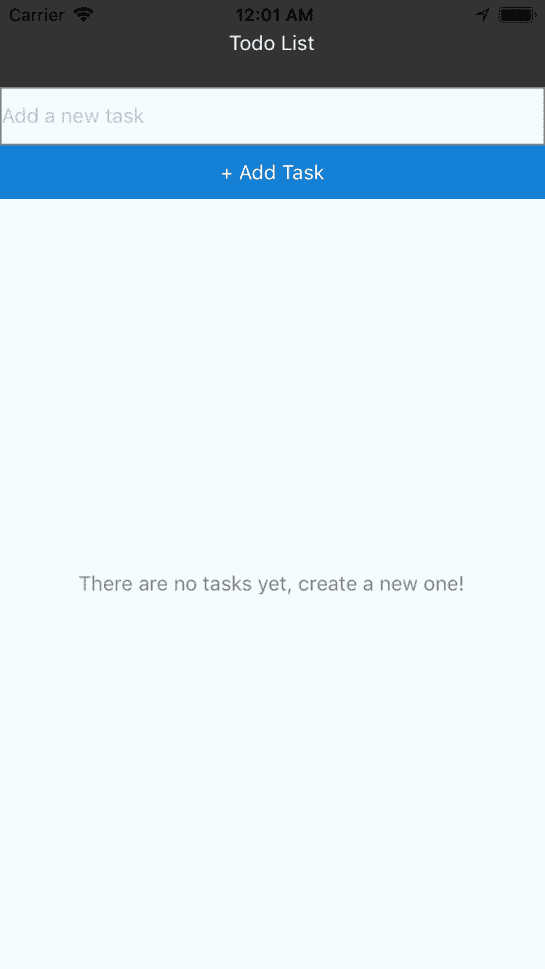 Carrier 12:01 AM
Todo List
Add a new task
+ Add Task
There are no tasks yet, create a new one!